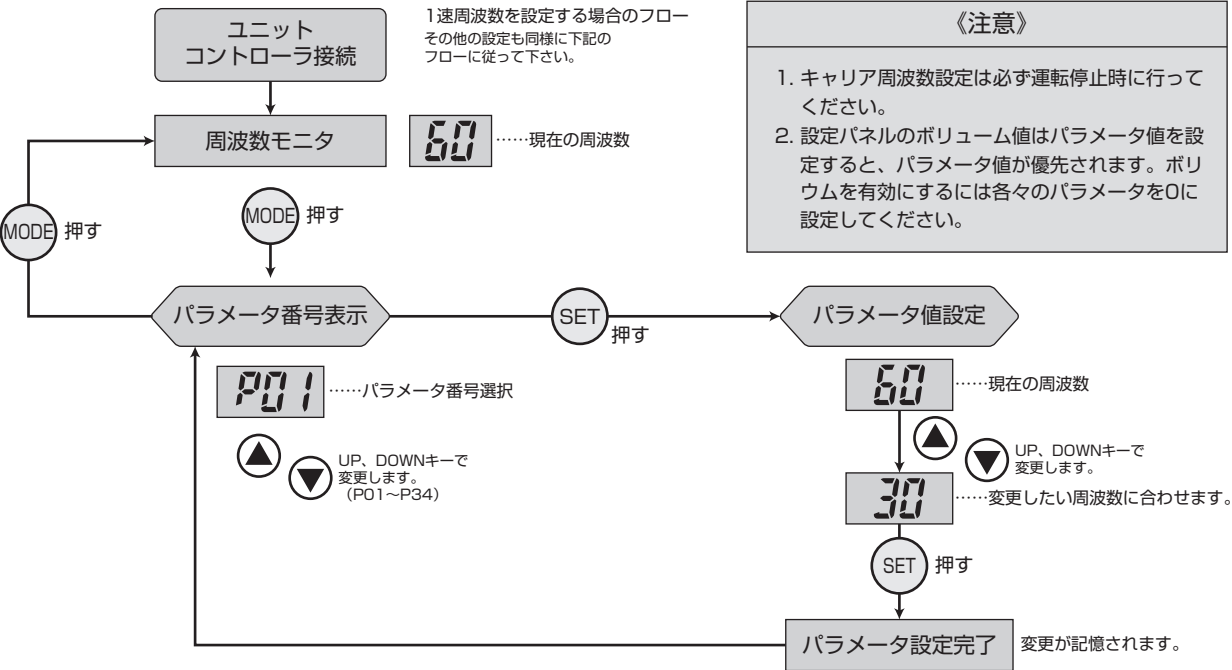 ユニット
コントローラ接続
1速周波数を設定する場合のフロー
その他の設定も同様に下記の
フローに従って下さい。
《注意》
1. キャリア周波数設定は必ず運転停止時に行って
ください。
2. 設定パネルのボリューム値はパラメータ値を設
定すると、パラメータ値が優先されます。ボリ
ウムを有効にするには各々のパラメータを0に
設定してください。
周波数モニタ
60
……現在の周波数
MODE 押す
MODE 押す
パラメータ番号表示
SET 押す
パラメータ値設定
P01
……パラメータ番号選択
UP、DOWNキーで
変更します。
(P01〜P34)
60
……現在の周波数
UP、DOWNキーで
変更します。
30
……変更したい周波数に合わせます。
SET 押す
パラメータ設定完了
変更が記憶されます。